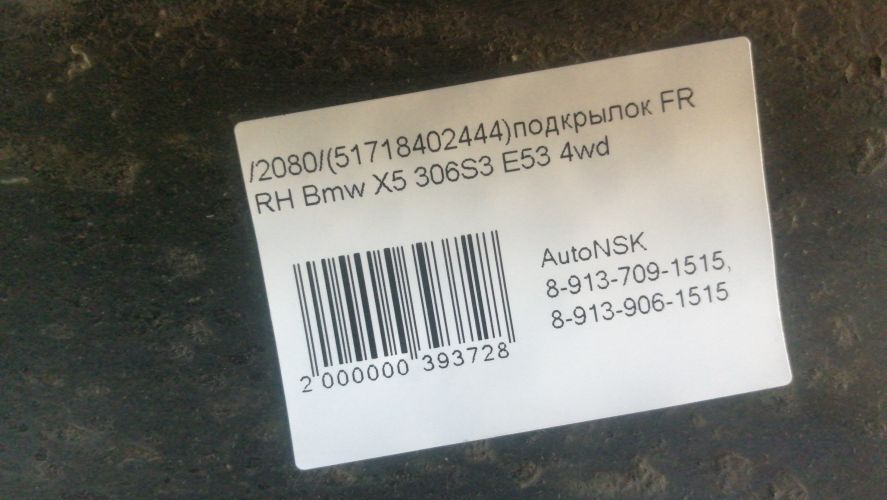 /2080/(51718402444)подкрылок FR
RH Bmw X5 306S3 E53 4wd
AutoNSK
8-913-709-1515,
8-913-906-1515
2 000000 393728